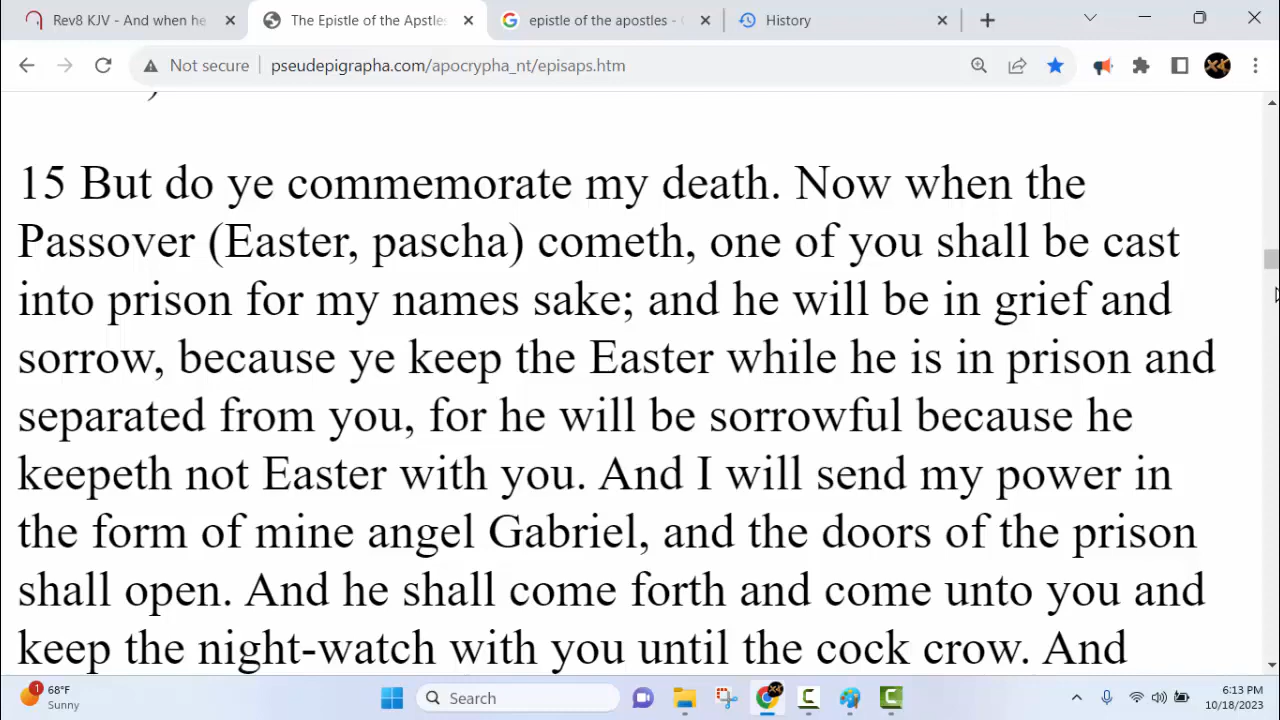 Rev8 KJV - And when he
The Epistle of the Apstles
epistle of the apostles -
History
Not secure
pseudepigrapha.com/apocrypha_nt/episaps.htm
15 But do ye commemorate my death. Now when the
Passover (Easter, pascha) cometh, one of you shall be cast
into prison for my names sake; and he will be in grief and
sorrow, because ye keep the Easter while he is in prison and
separated from you, for he will be sorrowful because he
keepeth not Easter with you. And I will send my power in
the form of mine angel Gabriel, and the doors of the prison
shall open. And he shall come forth and come unto you and
keep the night-watch with you until the cock crow. And
1
68°F
Sunny
Search
6:13 PM
10/18/2023